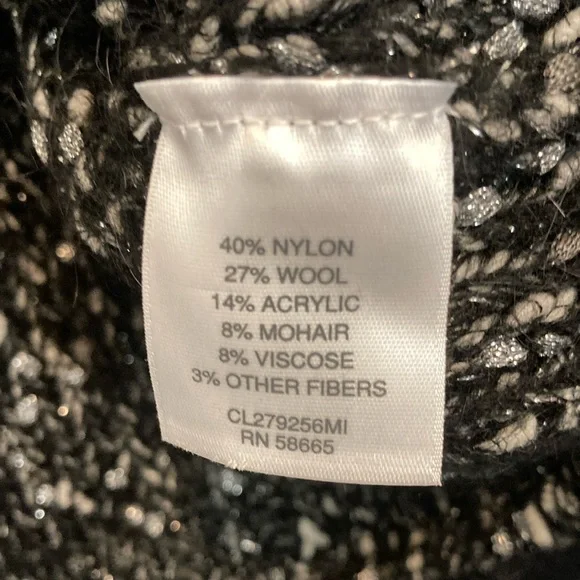 40% NYLON
27% WOOL
14% ACRYLIC
8% MOHAIR
8% VISCOSE
3% OTHER FIBERS
CL279256MI
RN 58665